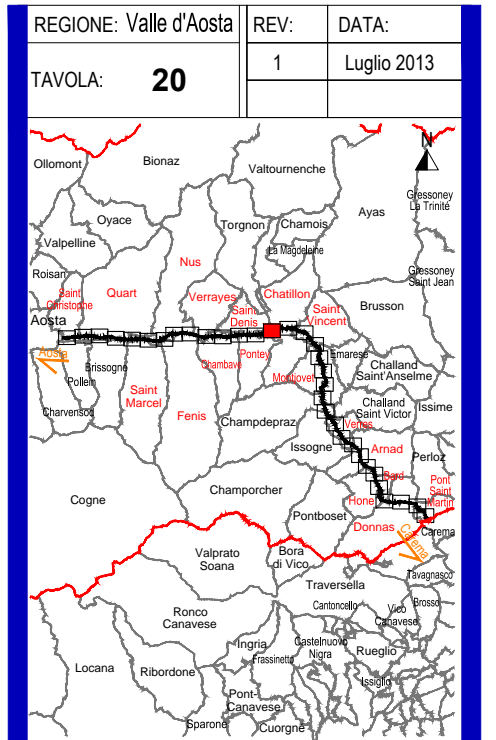 REGIONE: Valle d'Aosta
REV:
DATA:
TAVOLA: 20
1
Luglio 2013
N
Ollomont
Bionaz
Valtournenche
Gressoney
La Trinité
Ayas
Oyace
Torgnon
Chamois
Valpelline
La Magdeleine
Nus
Roisan
Gressoney
Saint Jean
Saint
Christophe
Quart
Verrayes
Chatillon
Saint
Denis
Saint
Vincent
Brusson
Aosta
Aosta
Brissogne
Chambave
Pontey
Emarese
Pollein
Saint
Marcel
Montjovet
Challand
Saint'Anselme
Charvensod
Fenis
Champdepraz
Challand
Saint Victor
Issime
Verres
Issogne
Arnad
Perloz
Cogne
Champorcher
Bard
Pont
Saint
Martin
Hone
Pontboset
Donnas
Carema
Carema
Valprato
Soana
Bora
di Vico
Tavagnasco
Traversella
Ronco
Canavese
Cantoncello
Vico
Canavese
Brosso
Ingria
Castelnuovo
Nigra
Rueglio
Frassinetto
Locana
Ribordone
Issiglio
Pont-
Canavese
Sparone
Cuorgnè